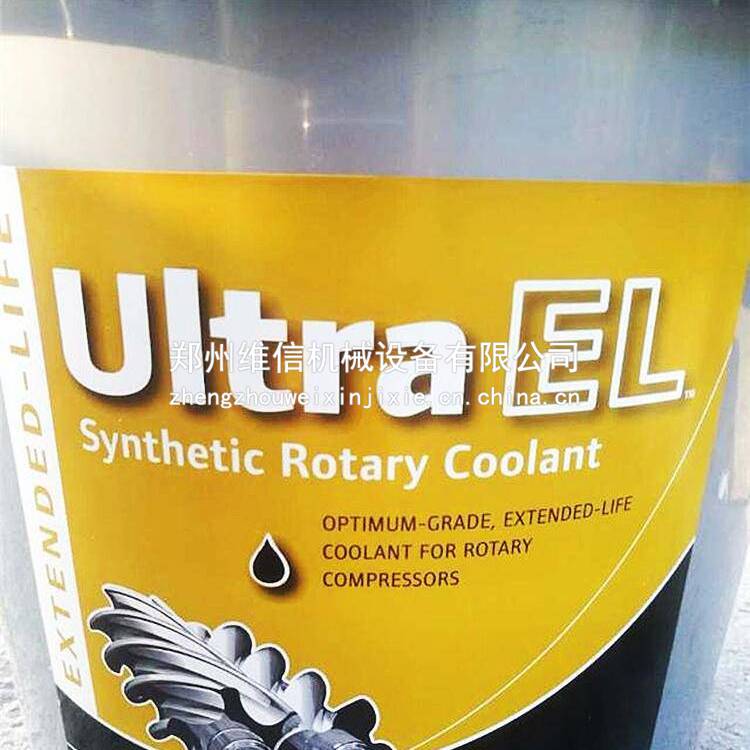 EXTENDED-LIFE
Ultra EL™
郑州维信机械设备有限公司
zhengzhouweixinjixie.cn.china.cn
Synthetic Rotary Coolant
OPTIMUM-GRADE, EXTENDED-LIFE
COOLANT FOR ROTARY
COMPRESSORS